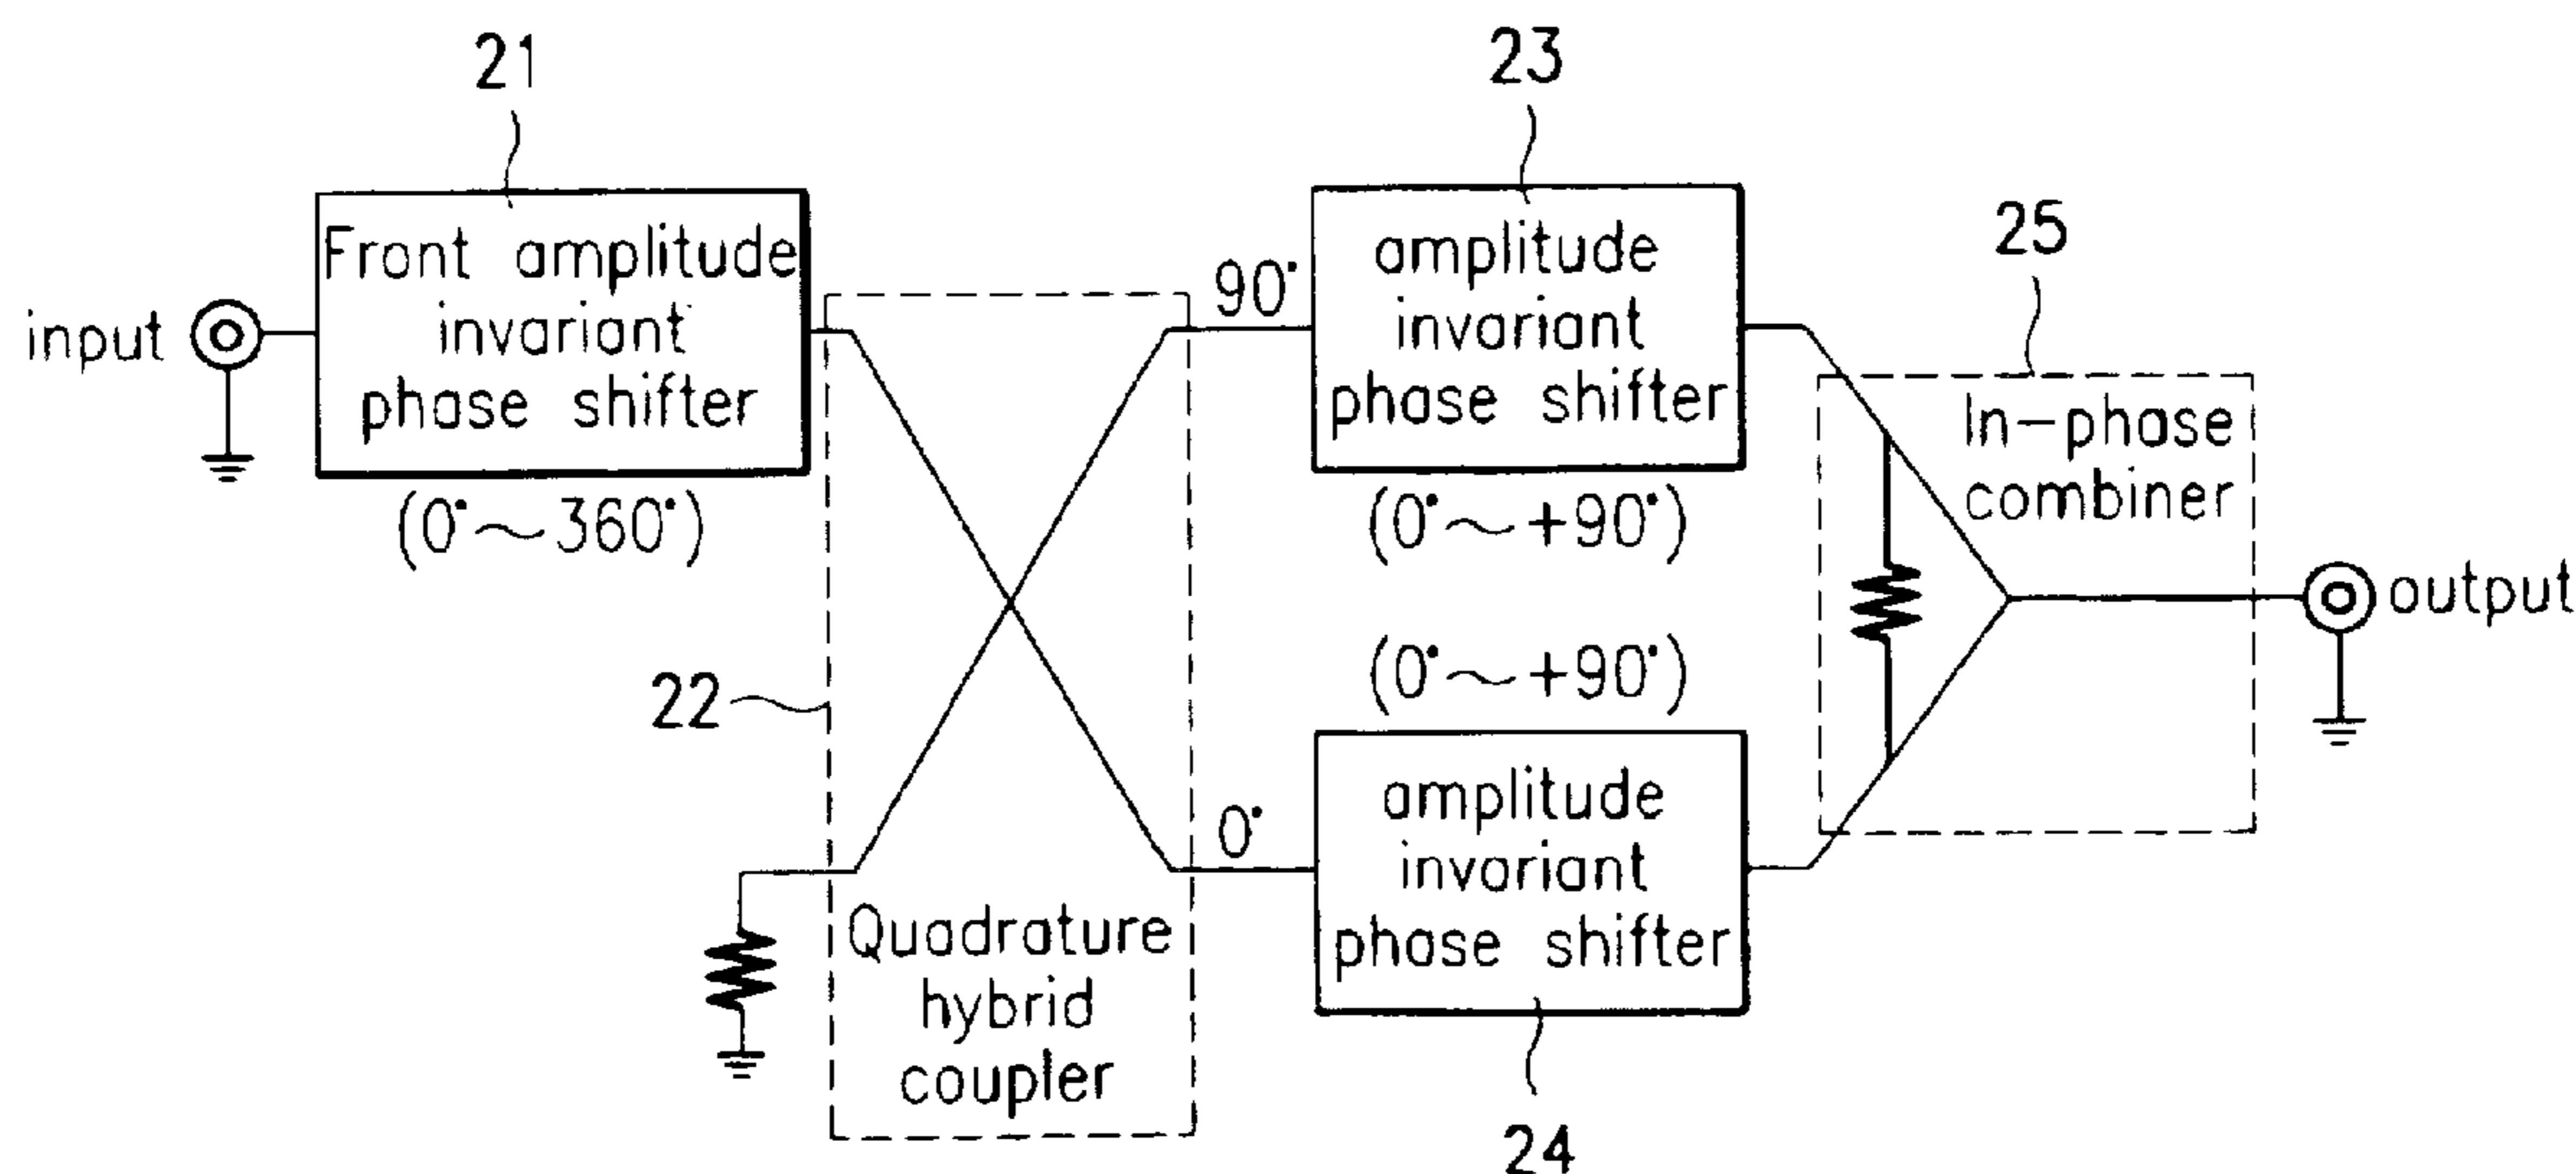 21
23
25
22
24
input
Front amplitude
invariant
phase shifter
(0°~360°)
90°
0°
Quadrature
hybrid
coupler
amplitude
invariant
phase shifter
(0°~+90°)
(0°~+90°)
amplitude
invariant
phase shifter
In-phase
combiner
output